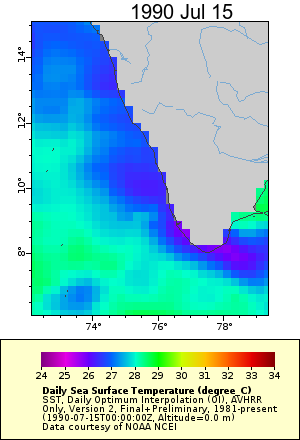 1990 Jul 15
14°
12°
10°
8°
74°
76°
78°
24 25 26 27 28 29 30 31 32 33 34
Daily Sea Surface Temperature (degree_C)
SST, Daily Optimum Interpolation (OI), AVHRR
Only, Version 2, Final+Preliminary, 1981-present
(1990-07-15T00:00:00Z, Altitude=0.0 m)
Data courtesy of NOAA NCEI